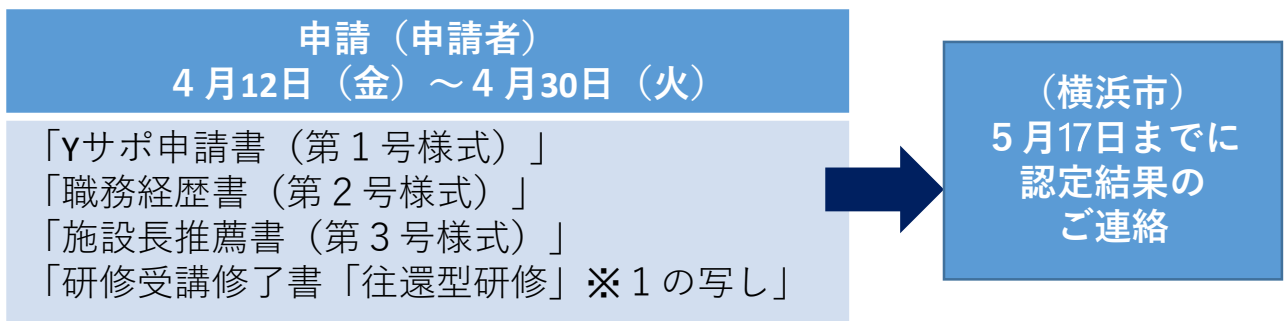 申請（申請者）
４月12日（金）～４月30日（火）
「Yサポ申請書（第１号様式）」
「職務経歴書（第２号様式）」
「施設長推薦書（第３号様式）」
「研修受講修了書「往還型研修」※１の写し」
（横浜市）
５月17日までに
認定結果の
ご連絡